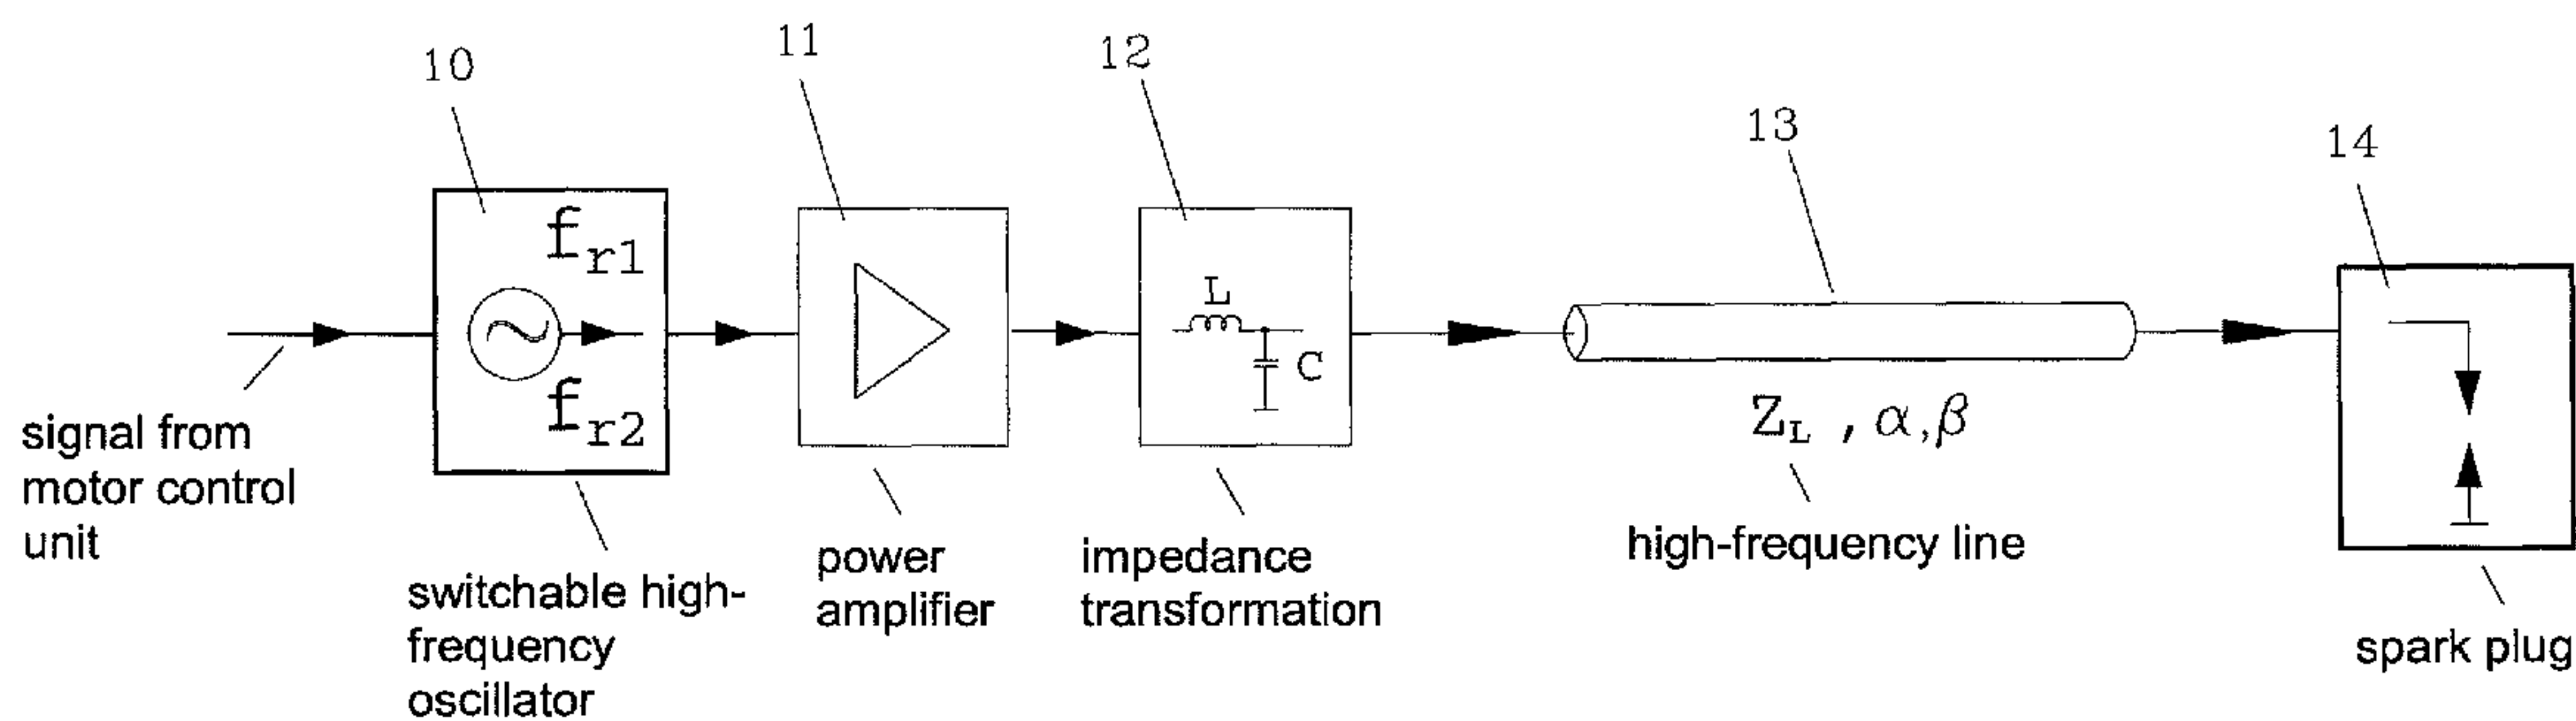 10
11
12
13
14
f_r1
f_r2
L
C
Z_L , α,β
signal from
motor control
unit
switchable high-
frequency
oscillator
power
amplifier
impedance
transformation
high-frequency line
spark plug